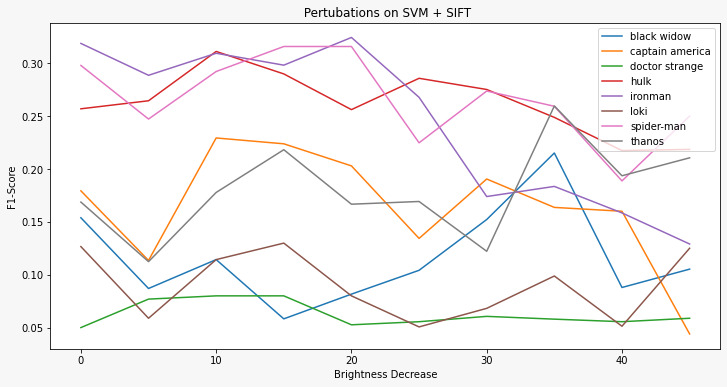 Pertubations on SVM + SIFT
black widow
captain america
doctor strange
hulk
ironman
loki
spider-man
thanos
F1-Score
0.30
0.25
0.20
0.15
0.10
0.05
0 10 20 30 40
Brightness Decrease